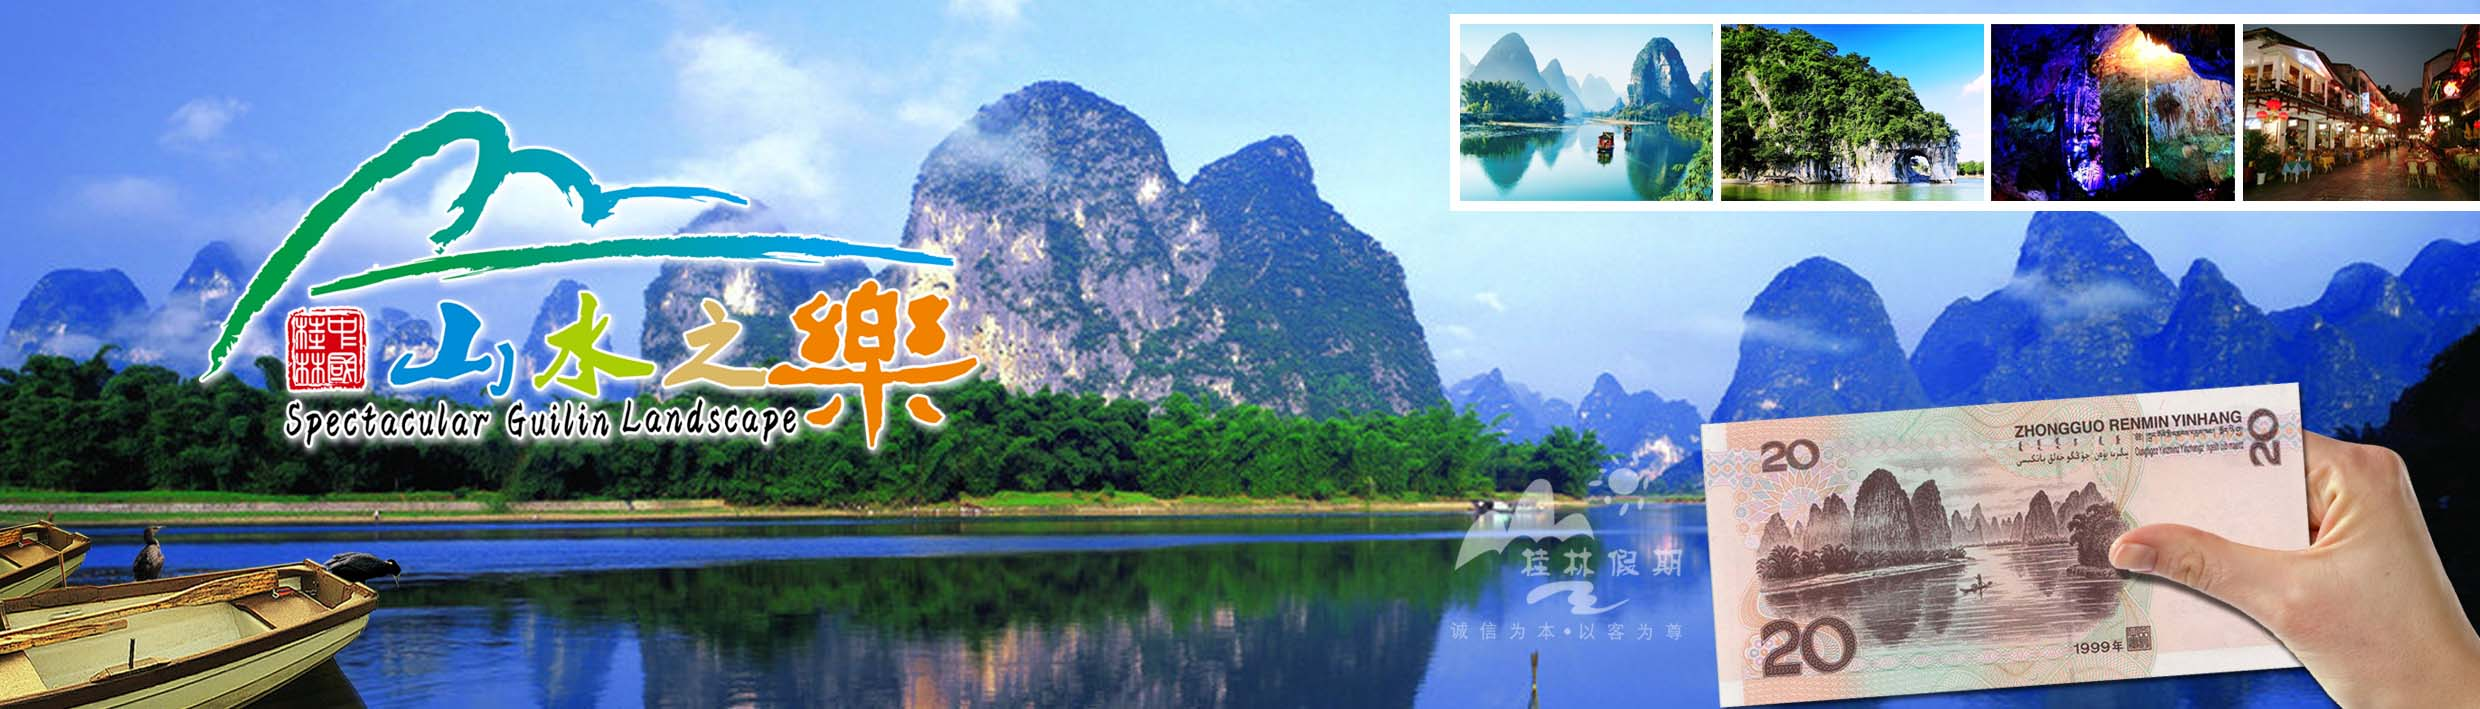 中國
桂林
山水之樂
Spectacular Guilin Landscape
桂林假期
诚信为本•以客为尊
ZHONGGUO RENMIN YINHANG
20
20
20
1999年